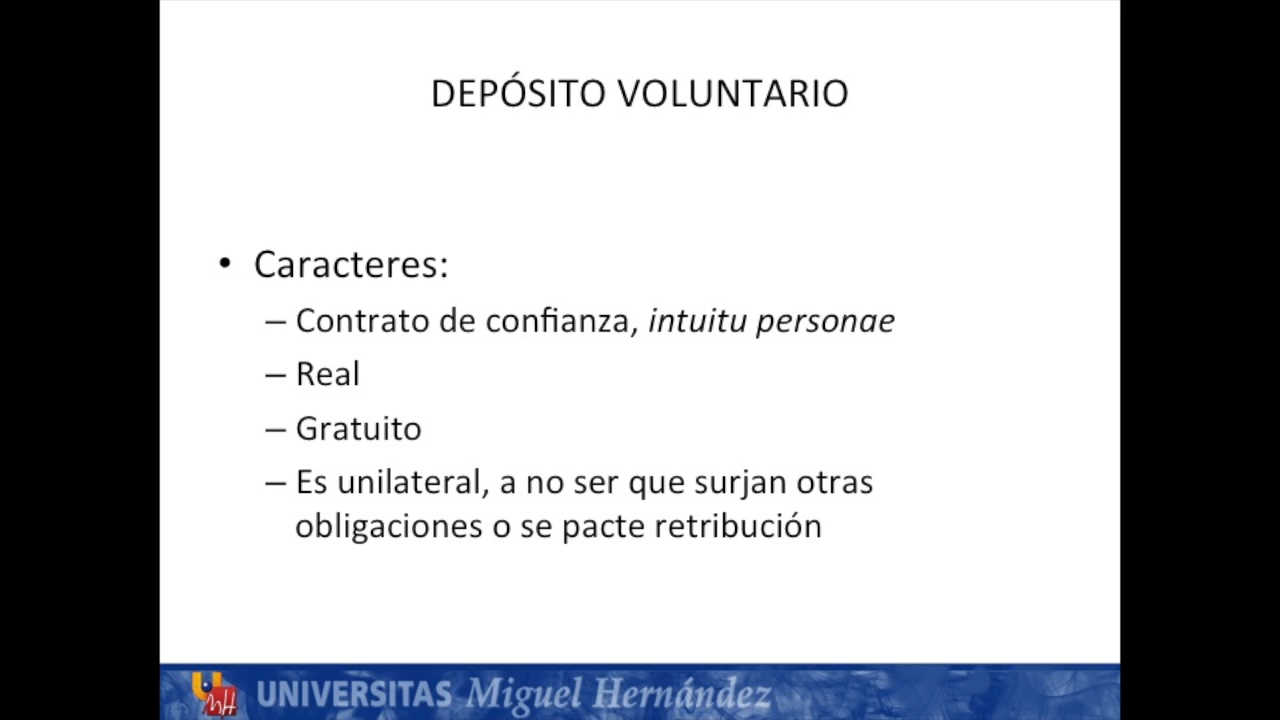 DEPÓSITO VOLUNTARIO
• Caracteres:
– Contrato de confianza, intuitu personae
– Real
– Gratuito
– Es unilateral, a no ser que surjan otras
obligaciones o se pacte retribución
UNIVERSITAS Miguel Hernández